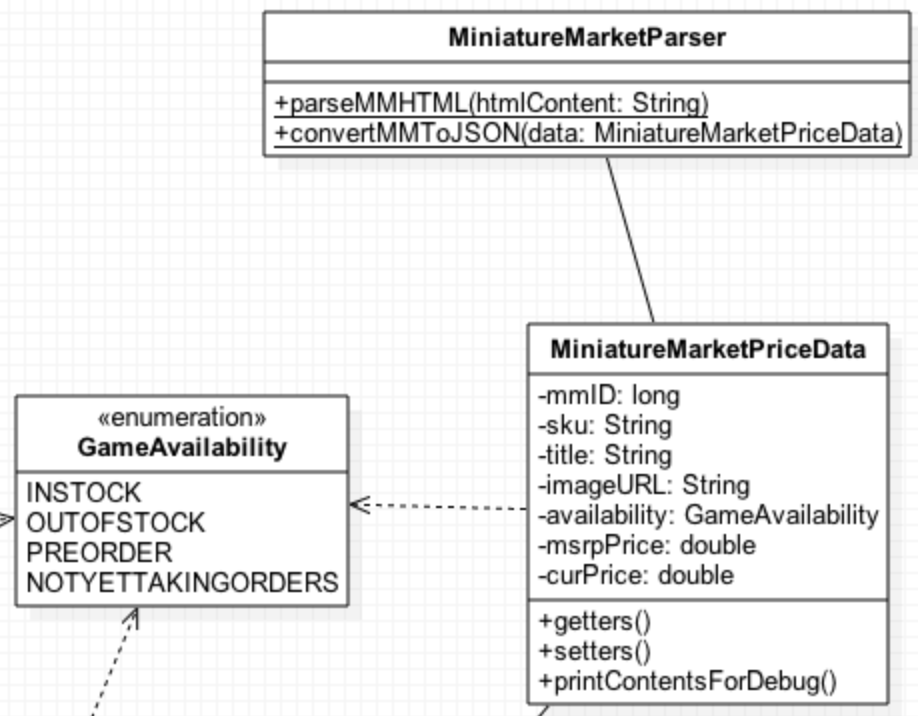 MiniatureMarketParser
+parseMMHTML(htmlContent: String)
+convertMMToJSON(data: MiniatureMarketPriceData)
«enumeration»
GameAvailability
INSTOCK
OUTOFSTOCK
PREORDER
NOTYETTAKINGORDERS
MiniatureMarketPriceData
-mmID: long
-sku: String
-title: String
-imageURL: String
-availability: GameAvailability
-msrpPrice: double
-curPrice: double
+getters()
+setters()
+printContentsForDebug()